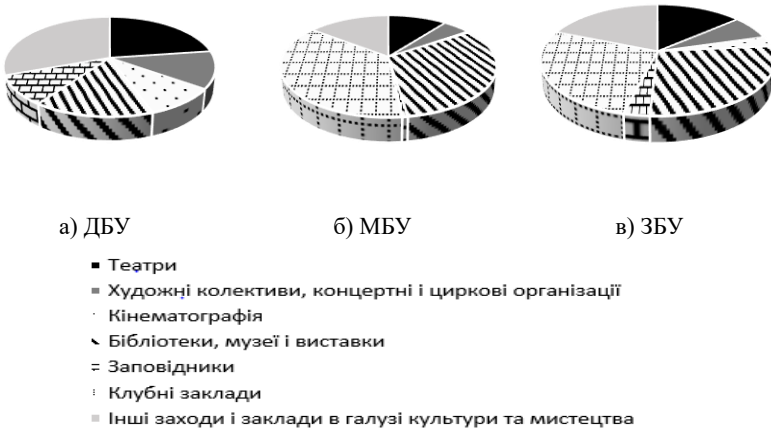 а) ДБУ
б) МБУ
в) ЗБУ
Театри
Художні колективи, концертні і циркові організації
Кінематографія
Бібліотеки, музеї і виставки
Заповідники
Клубні заклади
Інші заходи і заклади в галузі культури та мистецтва